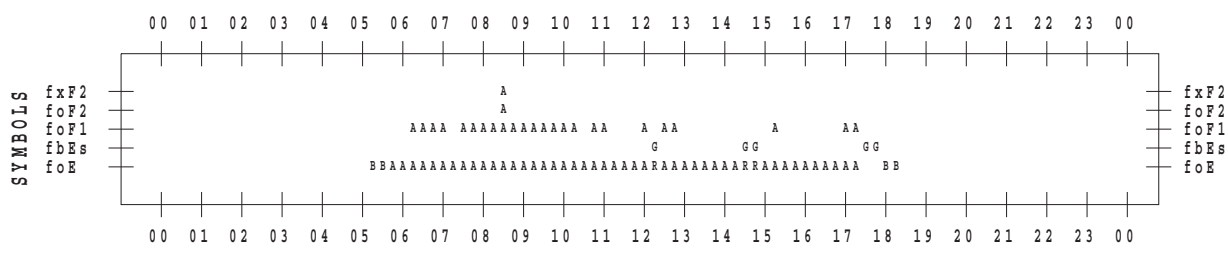 00 01 02 03 04 05 06 07 08 09 10 11 12 13 14 15 16 17 18 19 20 21 22 23 00
SYMBOLS
fxF2 A fxF2
foF2 A foF2
foF1 AAAA AAAAAAAAAAAA AA A AA A AA foF1
fbEs G GG GG fbEs
foE BBAAAAAAAAAAAAAAAAAAAAAAAAAARAAAAAAAARRAAAAAAAAAA BB foE
00 01 02 03 04 05 06 07 08 09 10 11 12 13 14 15 16 17 18 19 20 21 22 23 00